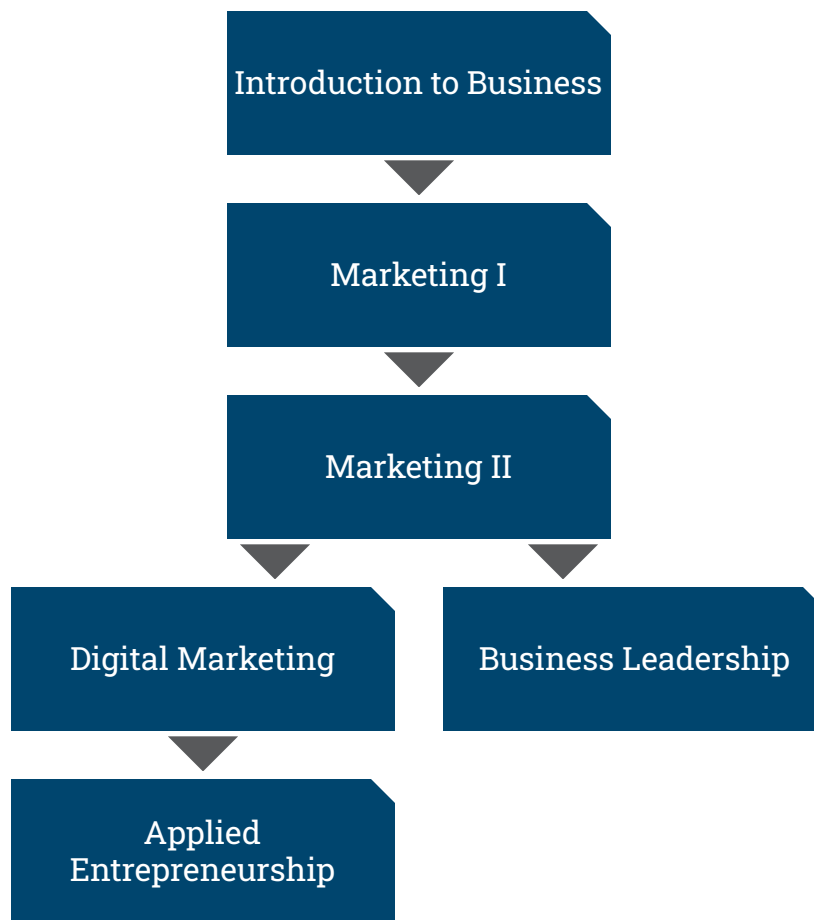 Introduction to Business
Marketing I
Marketing II
Digital Marketing
Business Leadership
Applied
Entrepreneurship